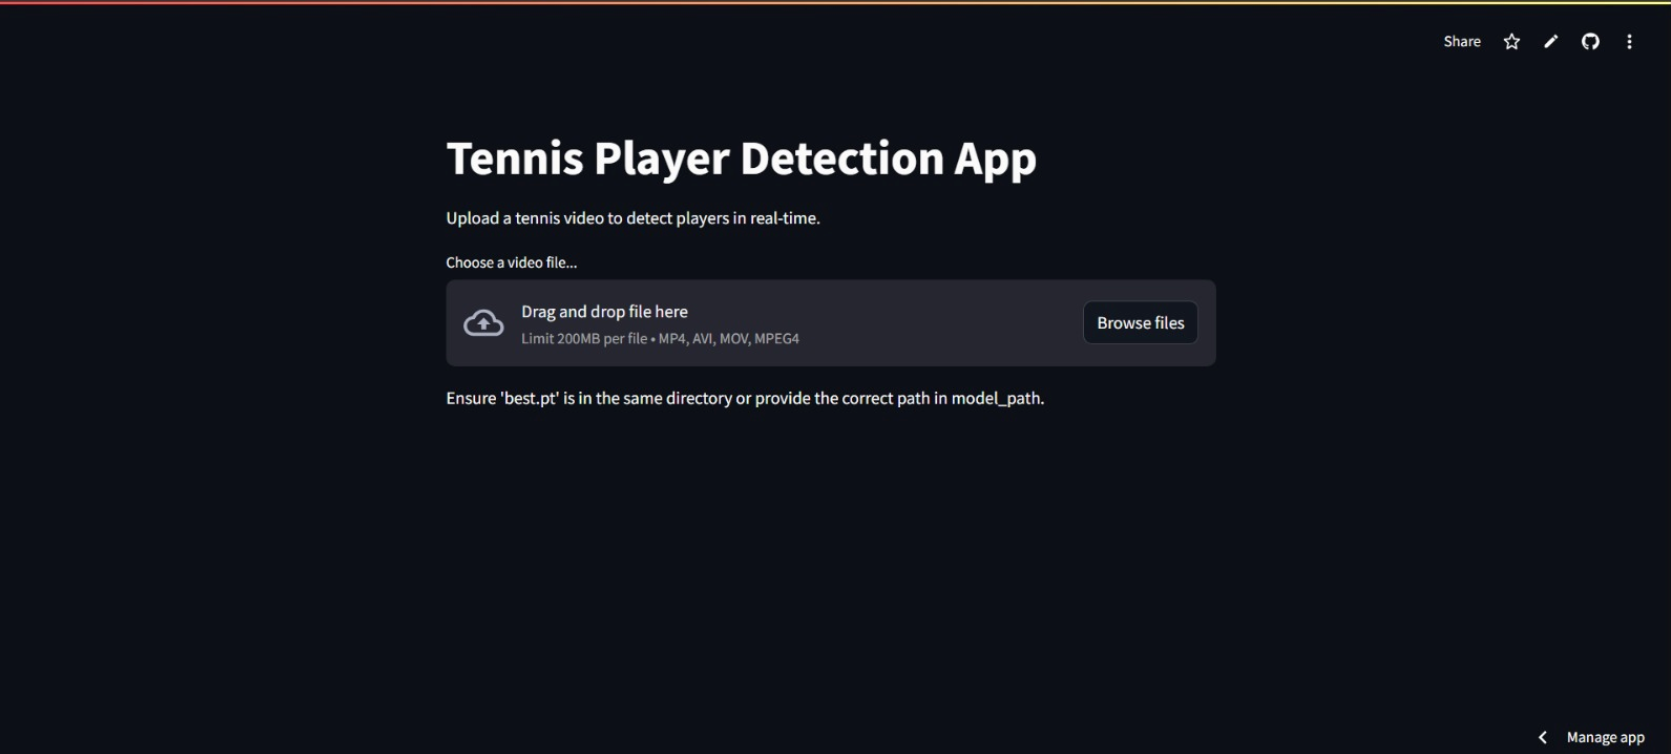 Share
Tennis Player Detection App
Upload a tennis video to detect players in real-time.
Choose a video file...
Drag and drop file here
Limit 200MB per file • MP4, AVI, MOV, MPEG4
Browse files
Ensure 'best.pt' is in the same directory or provide the correct path in model_path.
Manage app